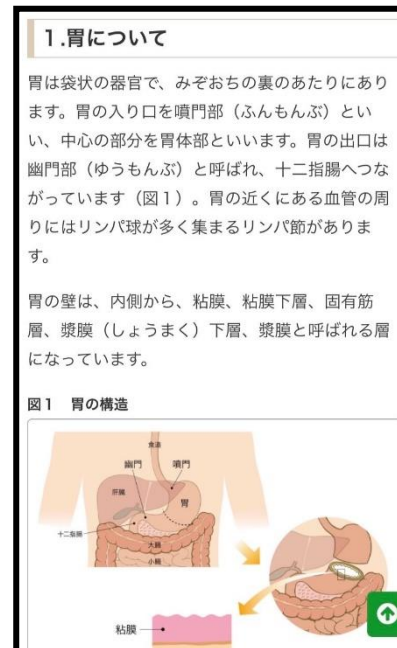 1.胃について
胃は袋状の器官で、みぞおちの裏のあたりにあり
ます。胃の入り口を噴門部（ふんもんぶ）とい
い、中心の部分を胃体部といいます。胃の出口は
幽門部（ゆうもんぶ）と呼ばれ、十二指腸へつな
がっています（図1）。胃の近くにある血管の周
りにはリンパ球が多く集まるリンパ節がありま
す。
胃の壁は、内側から、粘膜、粘膜下層、固有筋
層、漿膜（しょうまく）下層、漿膜と呼ばれる層
になっています。
図1 胃の構造
食道
幽門 噴門
肝臓
胃
十二指腸
大腸
小腸
粘膜